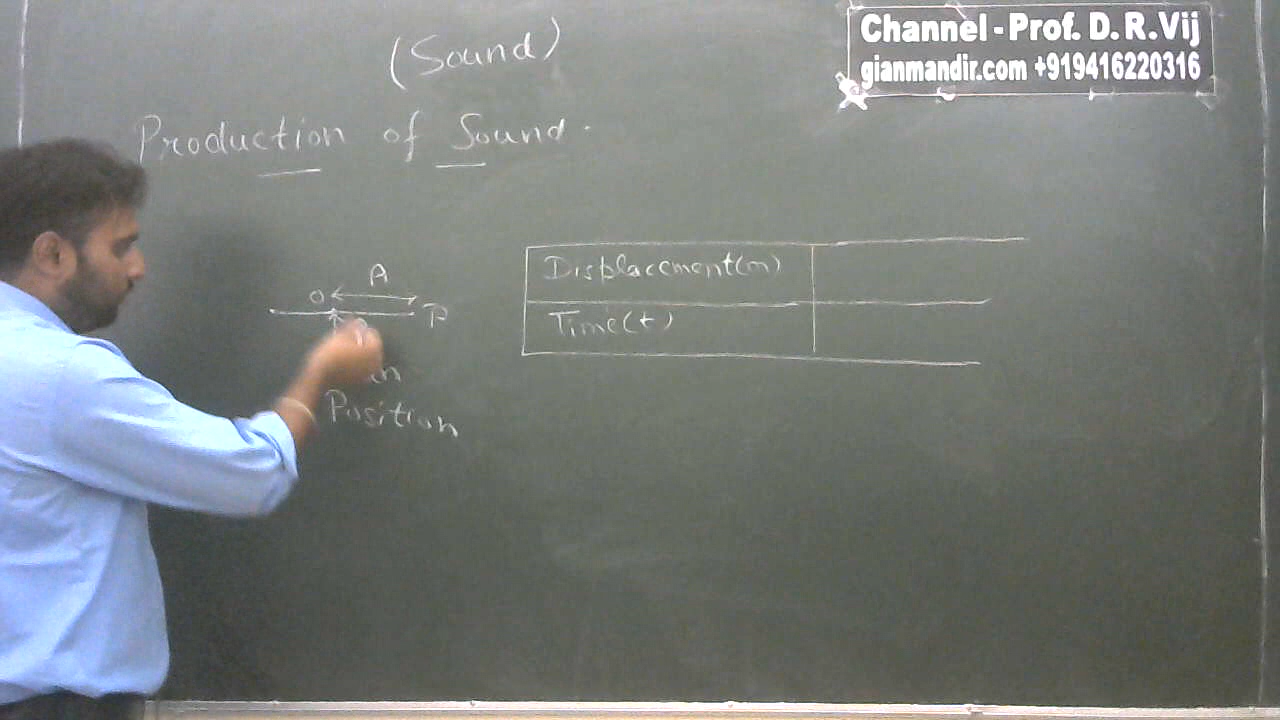 (Sound)
Channel - Prof. D. R. Vij
gianmandir.com +919416220316
Production of Sound.
A
O
P
Position
Displacement(m)
Time(t)